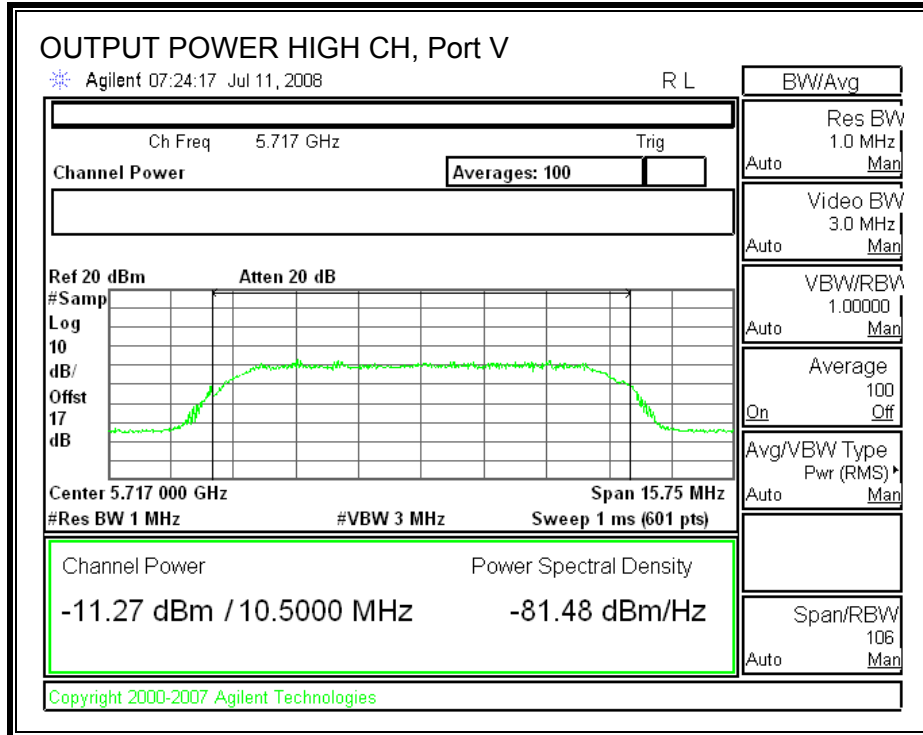 OUTPUT POWER HIGH CH, Port V
Agilent 07:24:17 Jul 11, 2008 R L
Ch Freq 5.717 GHz Trig
Channel Power Averages: 100
Ref 20 dBm Atten 20 dB
#Samp
Log
10
dB/
Offst
17
dB
Center 5.717 000 GHz Span 15.75 MHz
#Res BW 1 MHz #VBW 3 MHz Sweep 1 ms (601 pts)
Channel Power Power Spectral Density
-11.27 dBm / 10.5000 MHz -81.48 dBm/Hz
Copyright 2000-2007 Agilent Technologies
BW/Avg
Res BW
1.0 MHz
Auto Man
Video BW
3.0 MHz
Auto Man
VBW/RBW
1.00000
Auto Man
Average
100
On Off
Avg/VBW Type
Pwr (RMS)
Auto Man
Span/RBW
106
Auto Man